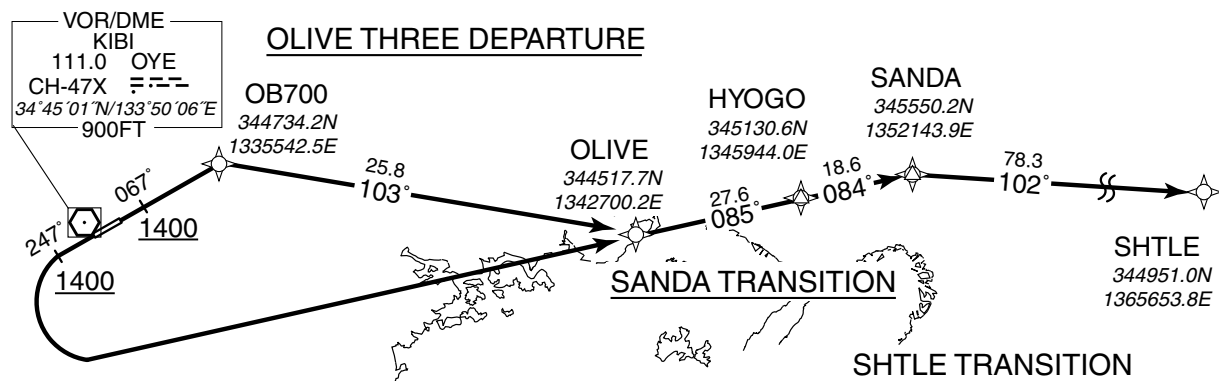 VOR/DME
KIBI
111.0 OYE
CH-47X
34°45´01˝N/133°50´06˝E
900FT
OLIVE THREE DEPARTURE
OB700
344734.2N
1335542.5E
OLIVE
344517.7N
1342700.2E
HYOGO
345130.6N
1345944.0E
SANDA
345550.2N
1352143.9E
25.8
103°
27.6
085°
18.6
084°
78.3
102°
067°
1400
247°
1400
SANDA TRANSITION
SHTLE
344951.0N
1365653.8E
SHTLE TRANSITION